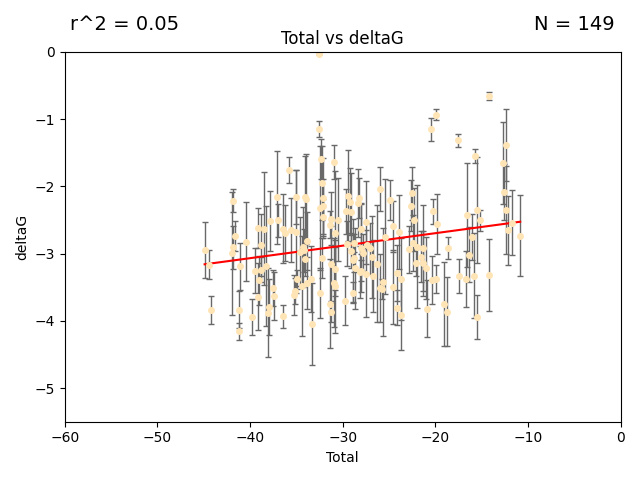 r^2 = 0.05
N = 149
Total vs deltaG
0
−1
−2
−3
−4
−5
deltaG
−60 −50 −40 −30 −20 −10 0
Total